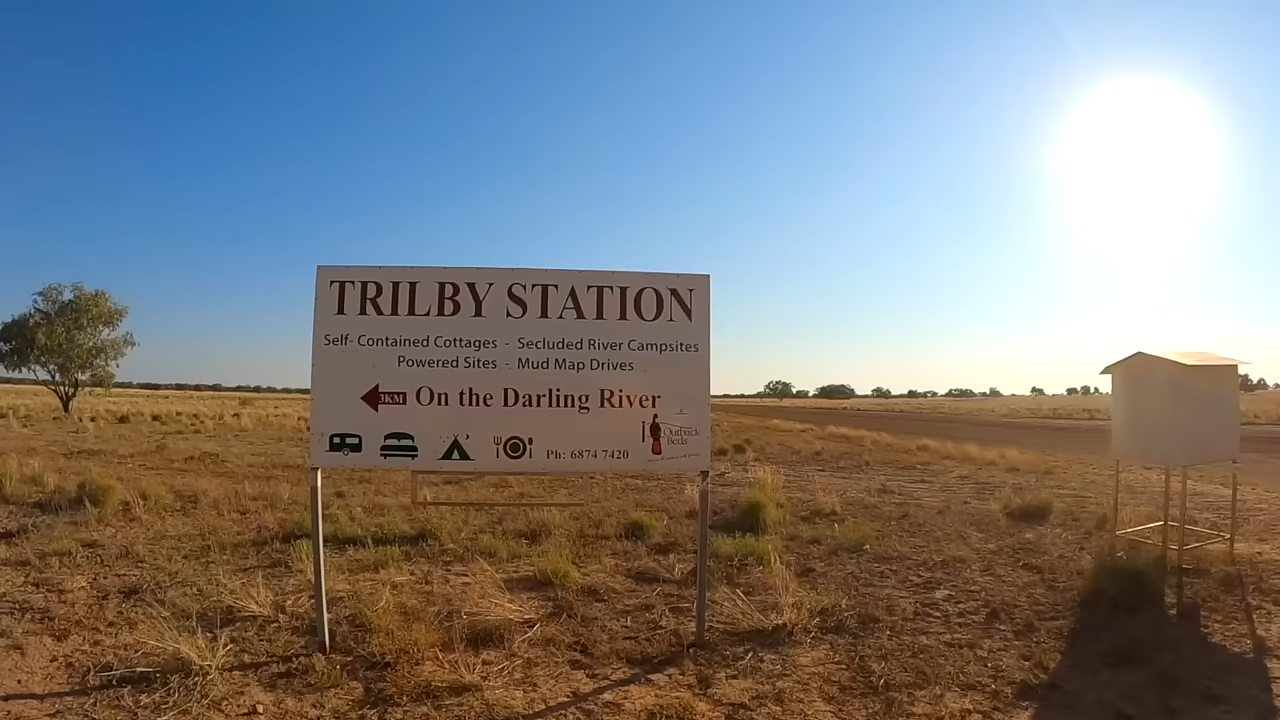 TRILBY STATION
Self- Contained Cottages - Secluded River Campsites
Powered Sites - Mud Map Drives
3KM On the Darling River
Outback
Beds
Ph: 6874 7420